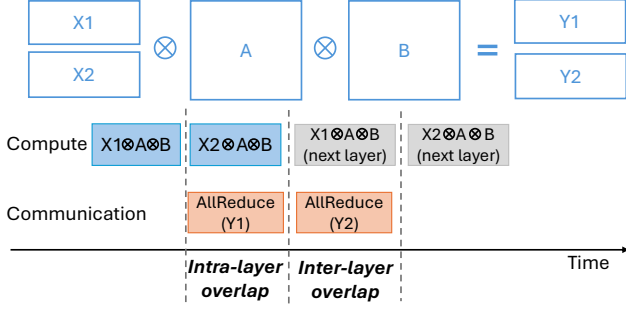 X1
X2
⊗
A
⊗
B
=
Y1
Y2
Compute
X1⊗A⊗B
X2⊗A⊗B
X1⊗A⊗B
(next layer)
X2⊗A⊗B
(next layer)
Communication
AllReduce
(Y1)
AllReduce
(Y2)
Time
Intra-layer
overlap
Inter-layer
overlap